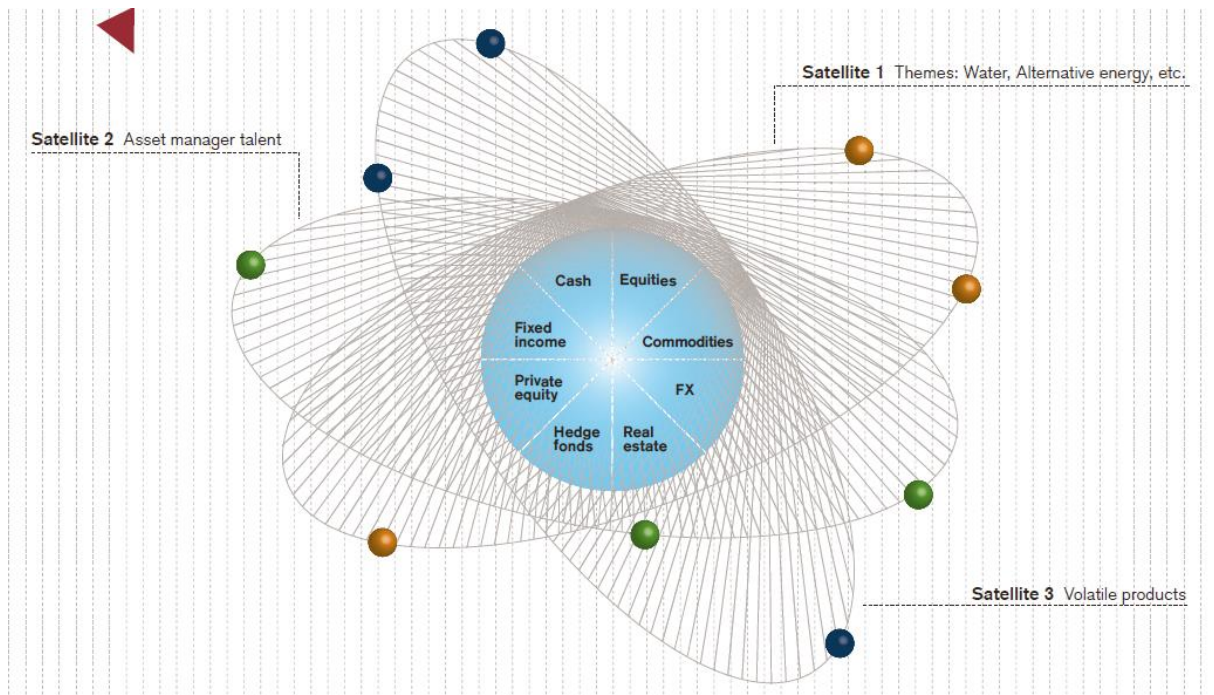 Satellite 1 Themes: Water, Alternative energy, etc.
Satellite 2 Asset manager talent
Cash
Equities
Fixed
income
Commodities
Private
equity
FX
Hedge
fonds
Real
estate
Satellite 3 Volatile products